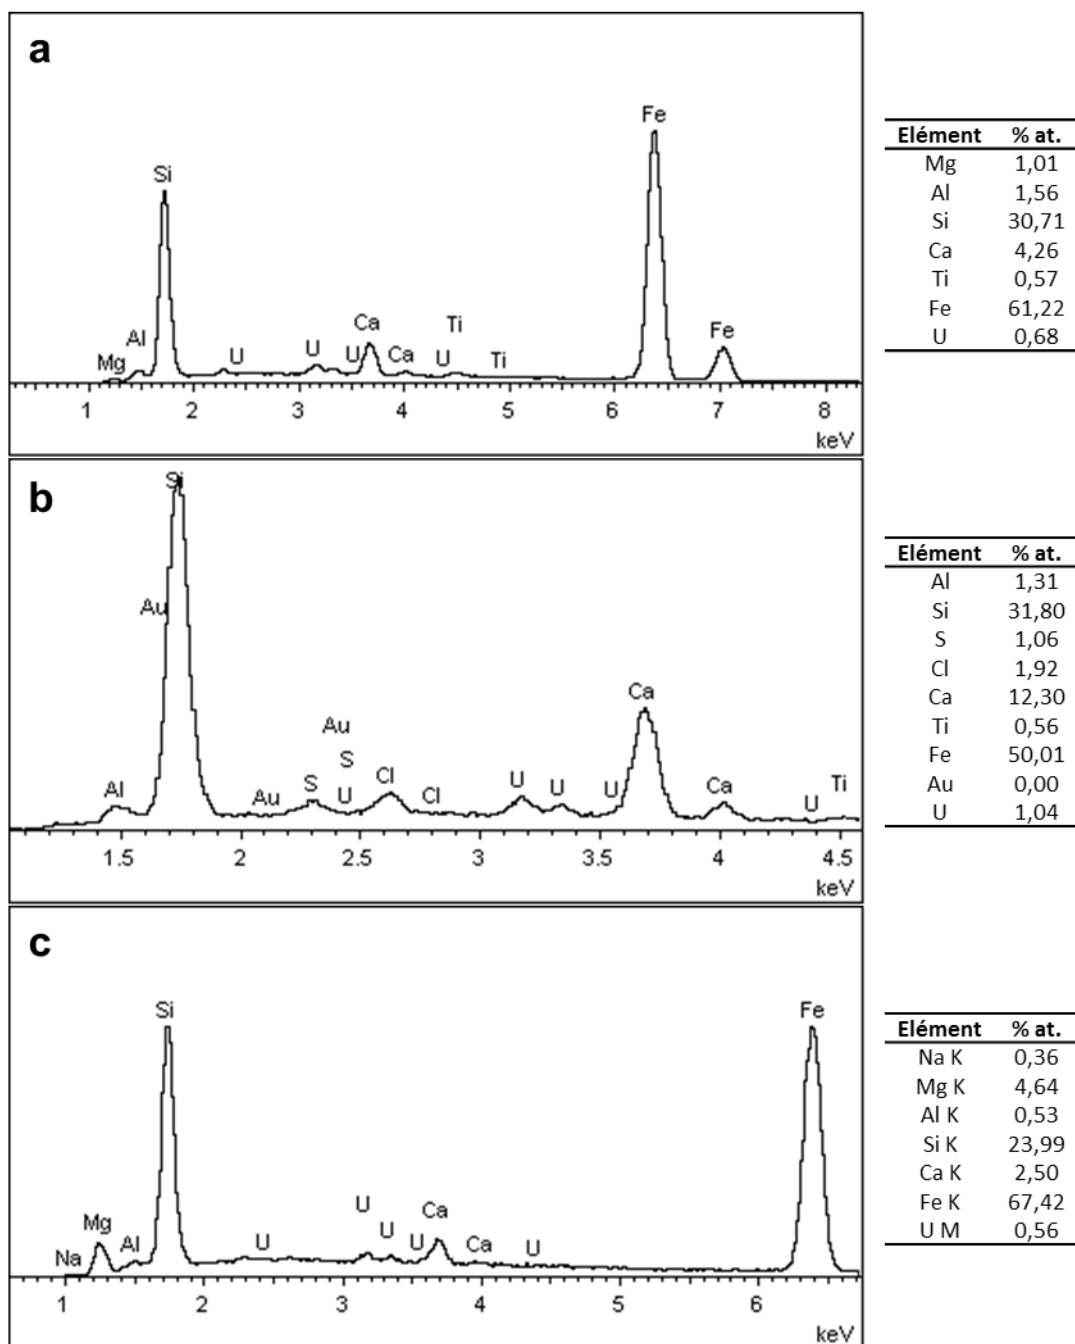 a
Si
Al
Mg
U
U
U
Ca
Ca
U
Ti
Ti
Fe
Fe
1 2 3 4 5 6 7 8
keV
Elément % at.
Mg 1,01
Al 1,56
Si 30,71
Ca 4,26
Ti 0,57
Fe 61,22
U 0,68
b
Si
Au
Al
Au
S
Au
S
U
Cl
Cl
U
U
U
Ca
Ca
U
Ti
1.5 2 2.5 3 3.5 4 4.5
keV
Elément % at.
Al 1,31
Si 31,80
S 1,06
Cl 1,92
Ca 12,30
Ti 0,56
Fe 50,01
Au 0,00
U 1,04
c
Si
Na
Mg
Al
U
U
U
U
Ca
Ca
U
Fe
1 2 3 4 5 6
keV
Elément % at.
Na K 0,36
Mg K 4,64
Al K 0,53
Si K 23,99
Ca K 2,50
Fe K 67,42
U M 0,56